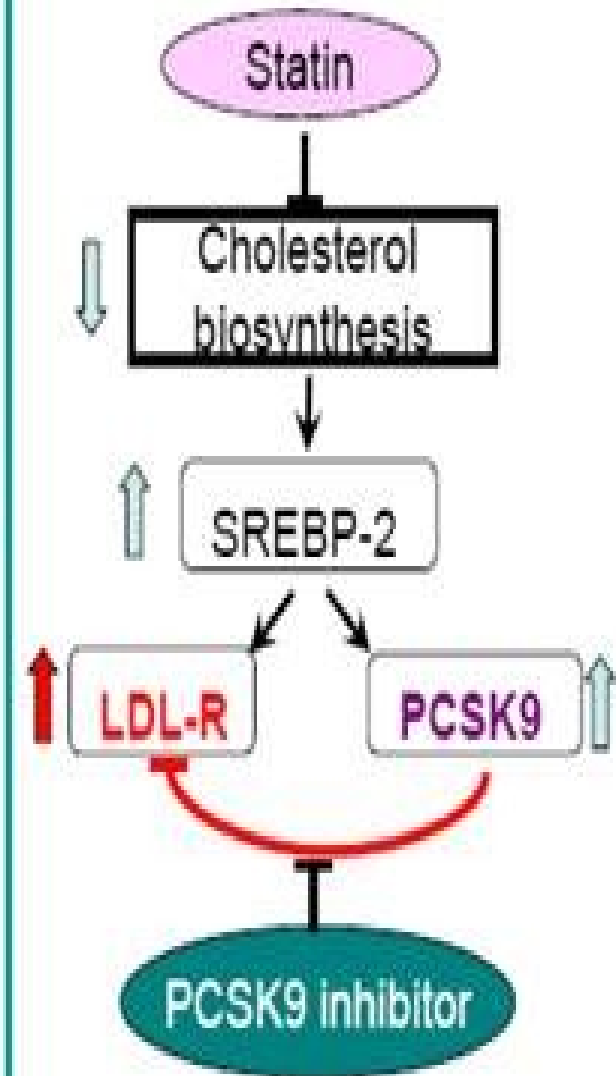 Statin
Cholesterol
biosynthesis
SREBP-2
LDL-R
PCSK9
PCSK9 inhibitor